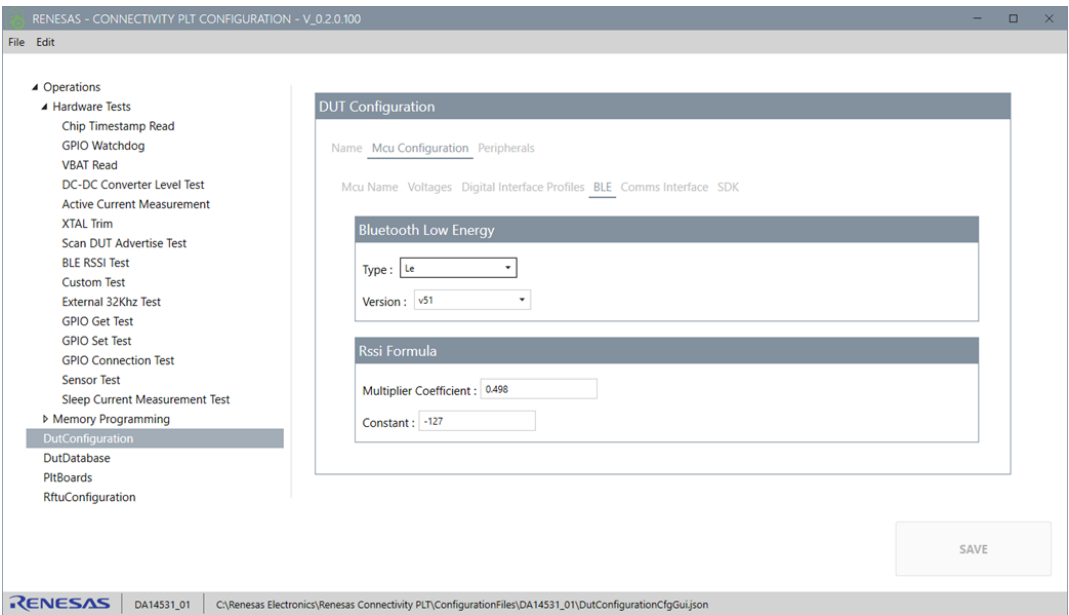 RENESAS - CONNECTIVITY PLT CONFIGURATION - V_0.2.0.100
File Edit
Operations
Hardware Tests
Chip Timestamp Read
GPIO Watchdog
VBAT Read
DC-DC Converter Level Test
Active Current Measurement
XTAL Trim
Scan DUT Advertise Test
BLE RSSI Test
Custom Test
External 32Khz Test
GPIO Get Test
GPIO Set Test
GPIO Connection Test
Sensor Test
Sleep Current Measurement Test
Memory Programming
DutConfiguration
DutDatabase
PltBoards
RftuConfiguration
DUT Configuration
Name Mcu Configuration Peripherals
Mcu Name Voltages Digital Interface Profiles BLE Comms Interface SDK
Bluetooth Low Energy
Type : Le
Version : v51
Rssi Formula
Multiplier Coefficient : 0.498
Constant : -127
SAVE
RENESAS DA14531_01 C:\Renesas Electronics\Renesas Connectivity PLT\ConfigurationFiles\DA14531_01\DutConfigurationCfgGui.json